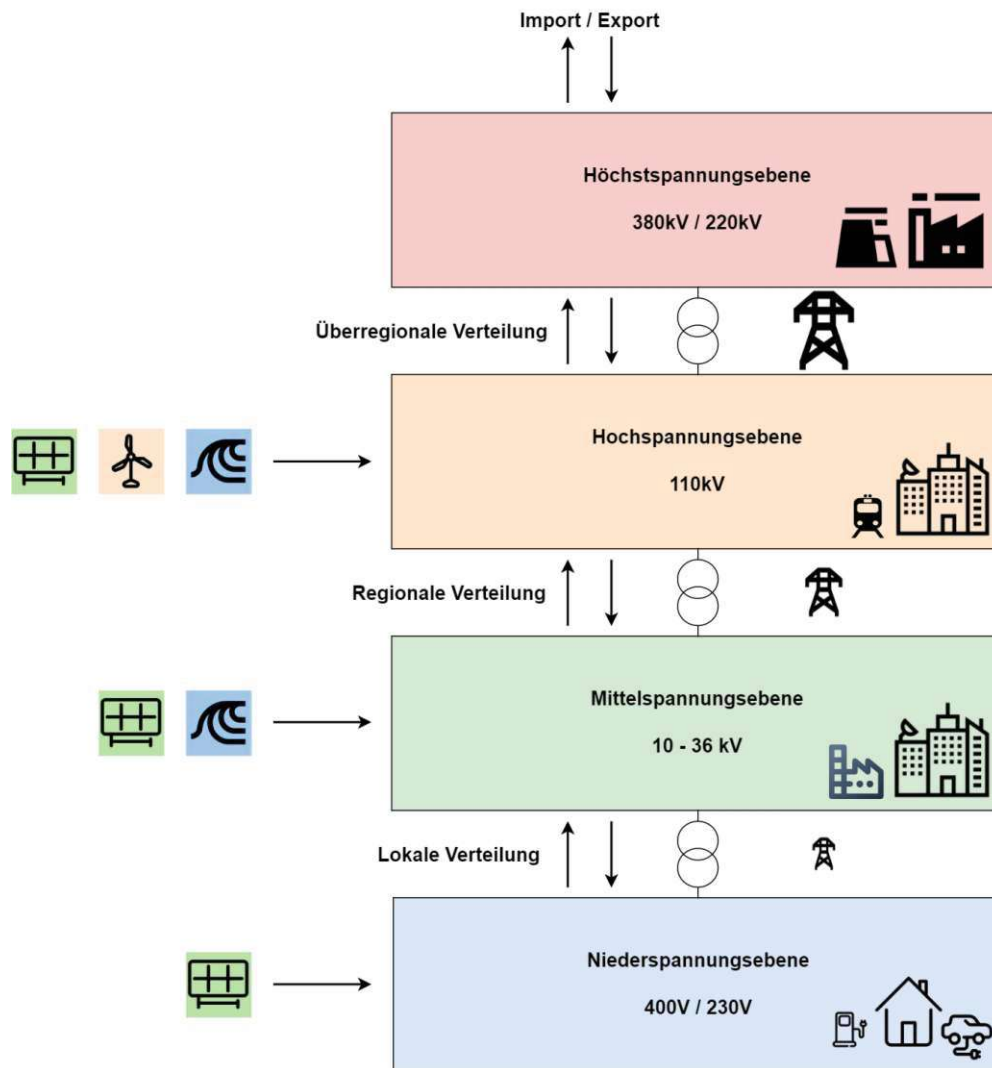 Import / Export
Höchstspannungsebene
380kV / 220kV
Überregionale Verteilung
Hochspannungsebene
110kV
Regionale Verteilung
Mittelspannungsebene
10 - 36 kV
Lokale Verteilung
Niederspannungsebene
400V / 230V